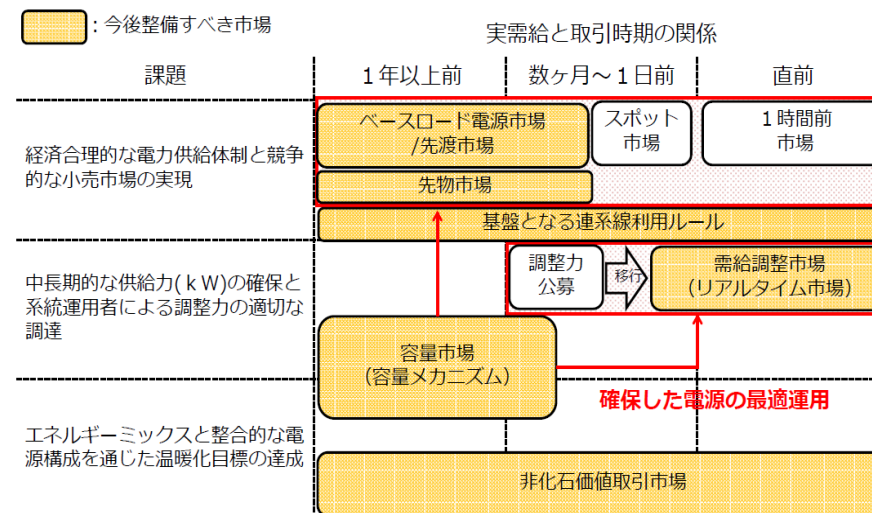 ：今後整備すべき市場
実需給と取引時期の関係
課題
１年以上前
数ヶ月～１日前
直前
経済合理的な電力供給体制と競争
的な小売市場の実現
ベースロード電源市場
/先渡市場
スポット
市場
１時間前
市場
先物市場
基盤となる連系線利用ルール
中長期的な供給力(ｋW)の確保と
系統運用者による調整力の適切な
調達
調整力
公募
移行
需給調整市場
(リアルタイム市場)
容量市場
(容量メカニズム)
確保した電源の最適運用
エネルギーミックスと整合的な電
源構成を通じた温暖化目標の達成
非化石価値取引市場